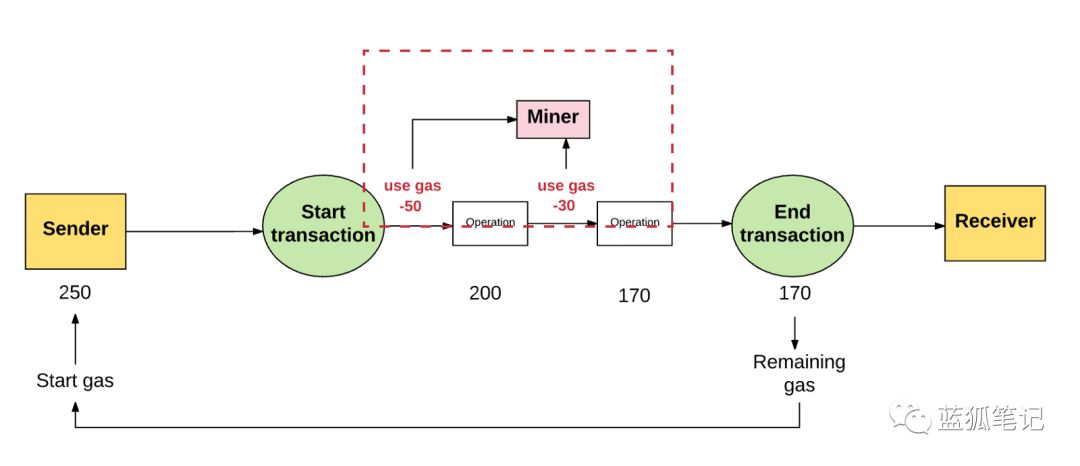 Miner
use gas
-50
use gas
-30
Sender
Start
transaction
Operation
Operation
End
transaction
Receiver
250
200
170
170
Start gas
Remaining
gas
蓝狐笔记